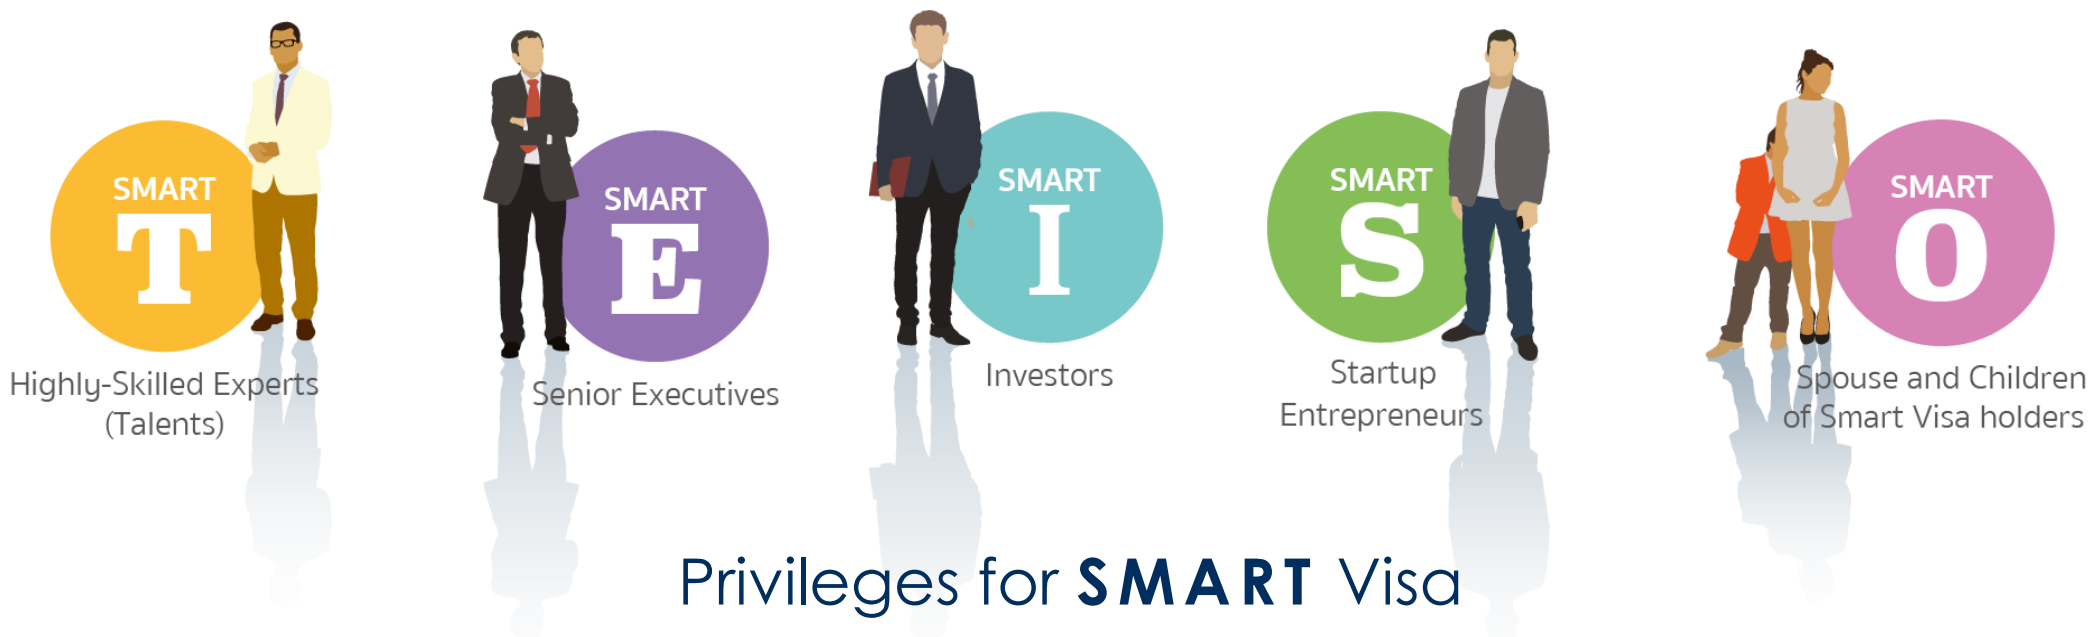 SMART
T
Highly-Skilled Experts
(Talents)
SMART
E
Senior Executives
SMART
I
Investors
SMART
S
Startup
Entrepreneurs
SMART
O
Spouse and Children
of Smart Visa holders
Privileges for SMART Visa